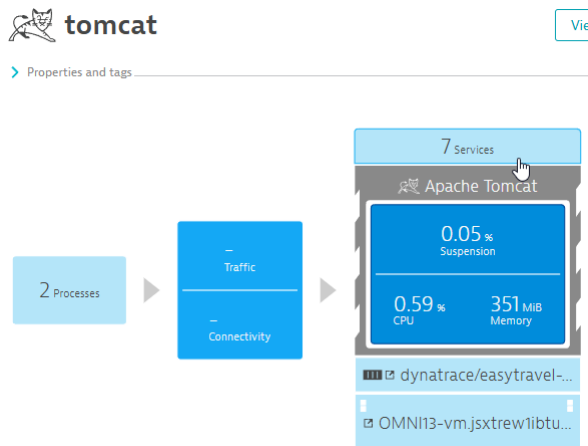 tomcat
Vie
Properties and tags
7 Services
Apache Tomcat
0.05 %
Suspension
–
Traffic
2 Processes
0.59 % 351 MiB
CPU Memory
–
Connectivity
dynatrace/easytravel-...
OMNI13-vm.jsxtrew1ibtu...